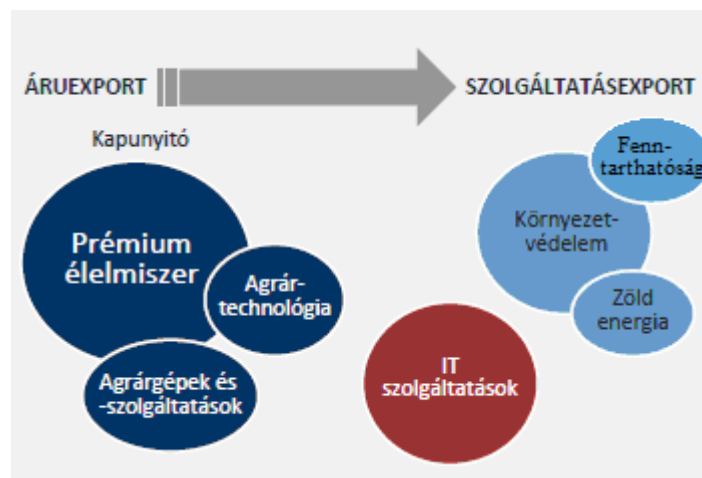 ÁRUEXPORT
SZOLGÁLTATÁSEXPORT
Kapunyitó
Prémium
élelmiszer
Agrár-
technológia
Agrárgépek és
-szolgáltatások
IT
szolgáltatások
Fenn-
tarthatóság
Környezet-
védelem
Zöld
energia